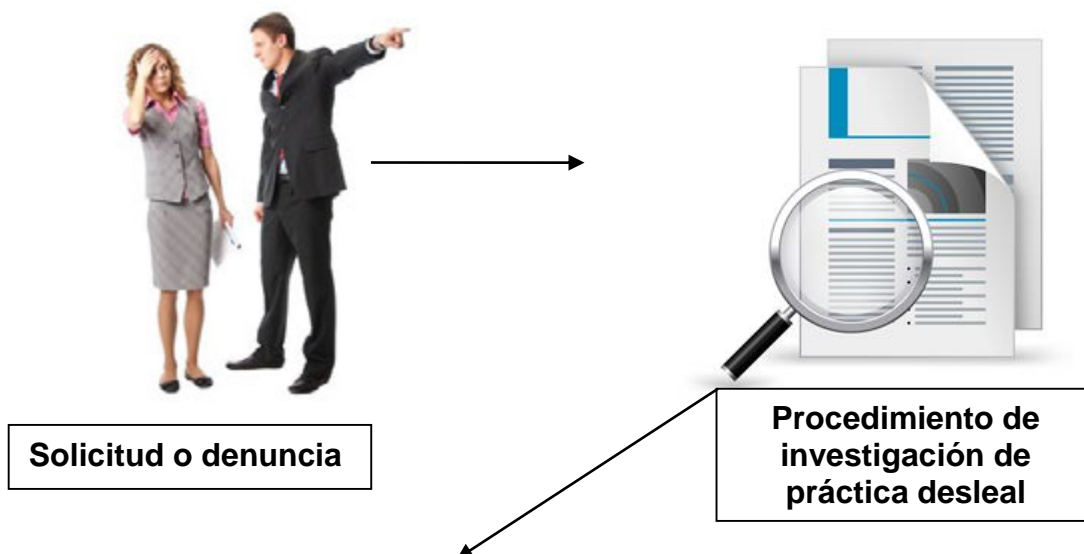 Solicitud o denuncia
Procedimiento de
investigación de
práctica desleal